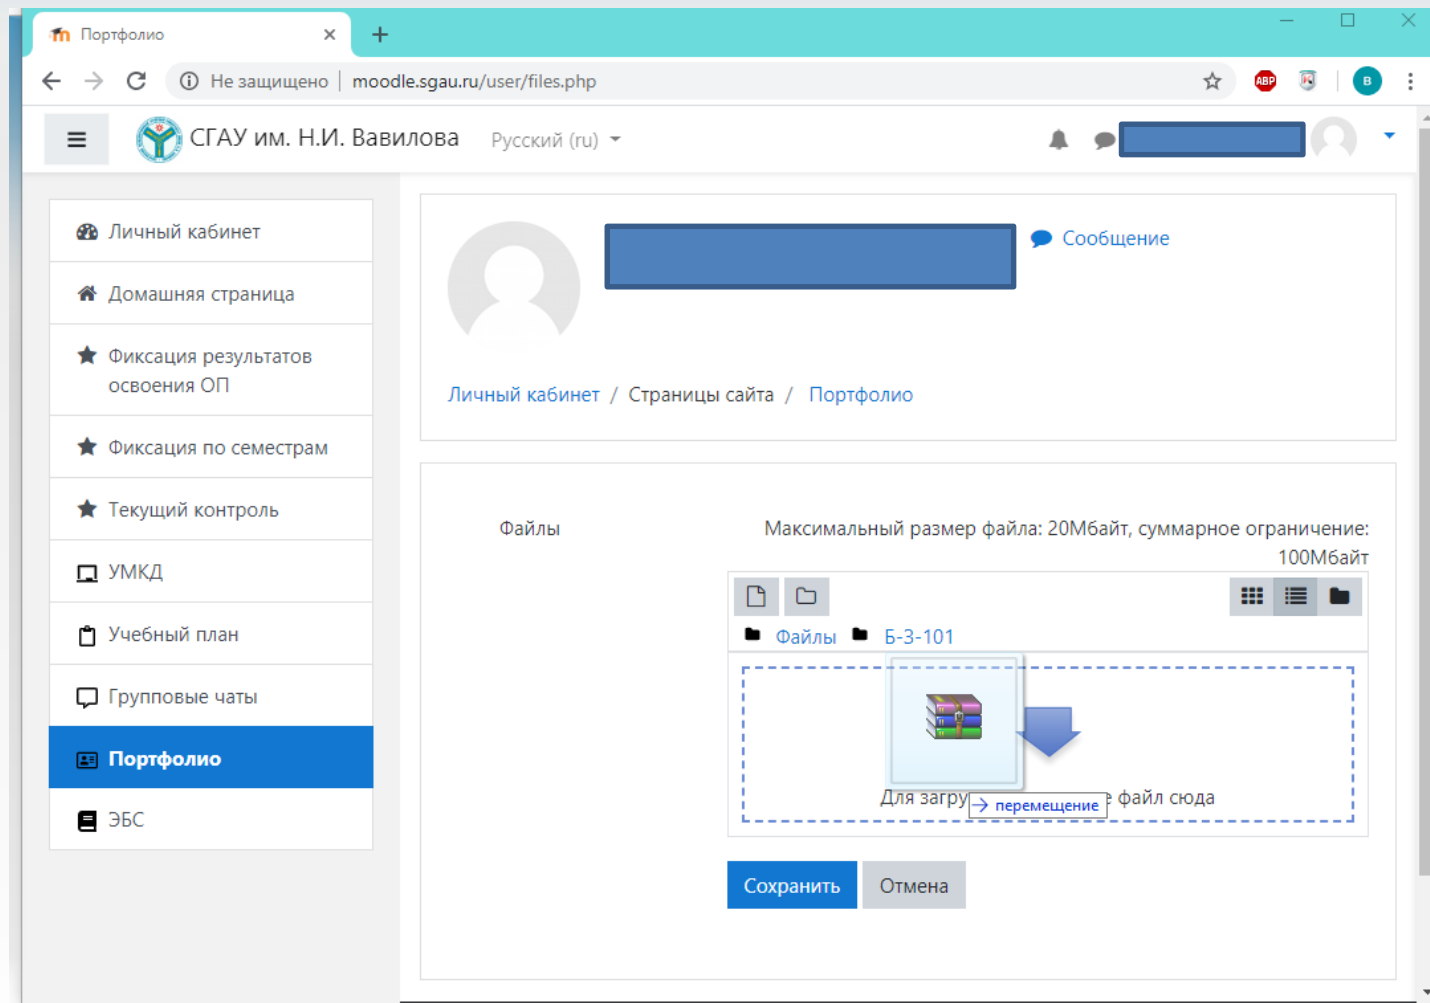 Портфолио
Не защищено | moodle.sgau.ru/user/files.php
ABP
B
СГАУ им. Н.И. Вавилова
Русский (ru)
Личный кабинет
Домашняя страница
Фиксация результатов
освоения ОП
Фиксация по семестрам
Текущий контроль
УМКД
Учебный план
Групповые чаты
Портфолио
ЭБС
Сообщение
Личный кабинет / Страницы сайта / Портфолио
Файлы
Максимальный размер файла: 20Мбайт, суммарное ограничение:
100Мбайт
Файлы Б-3-101
Для загру файл сюда
перемещение
Сохранить Отмена